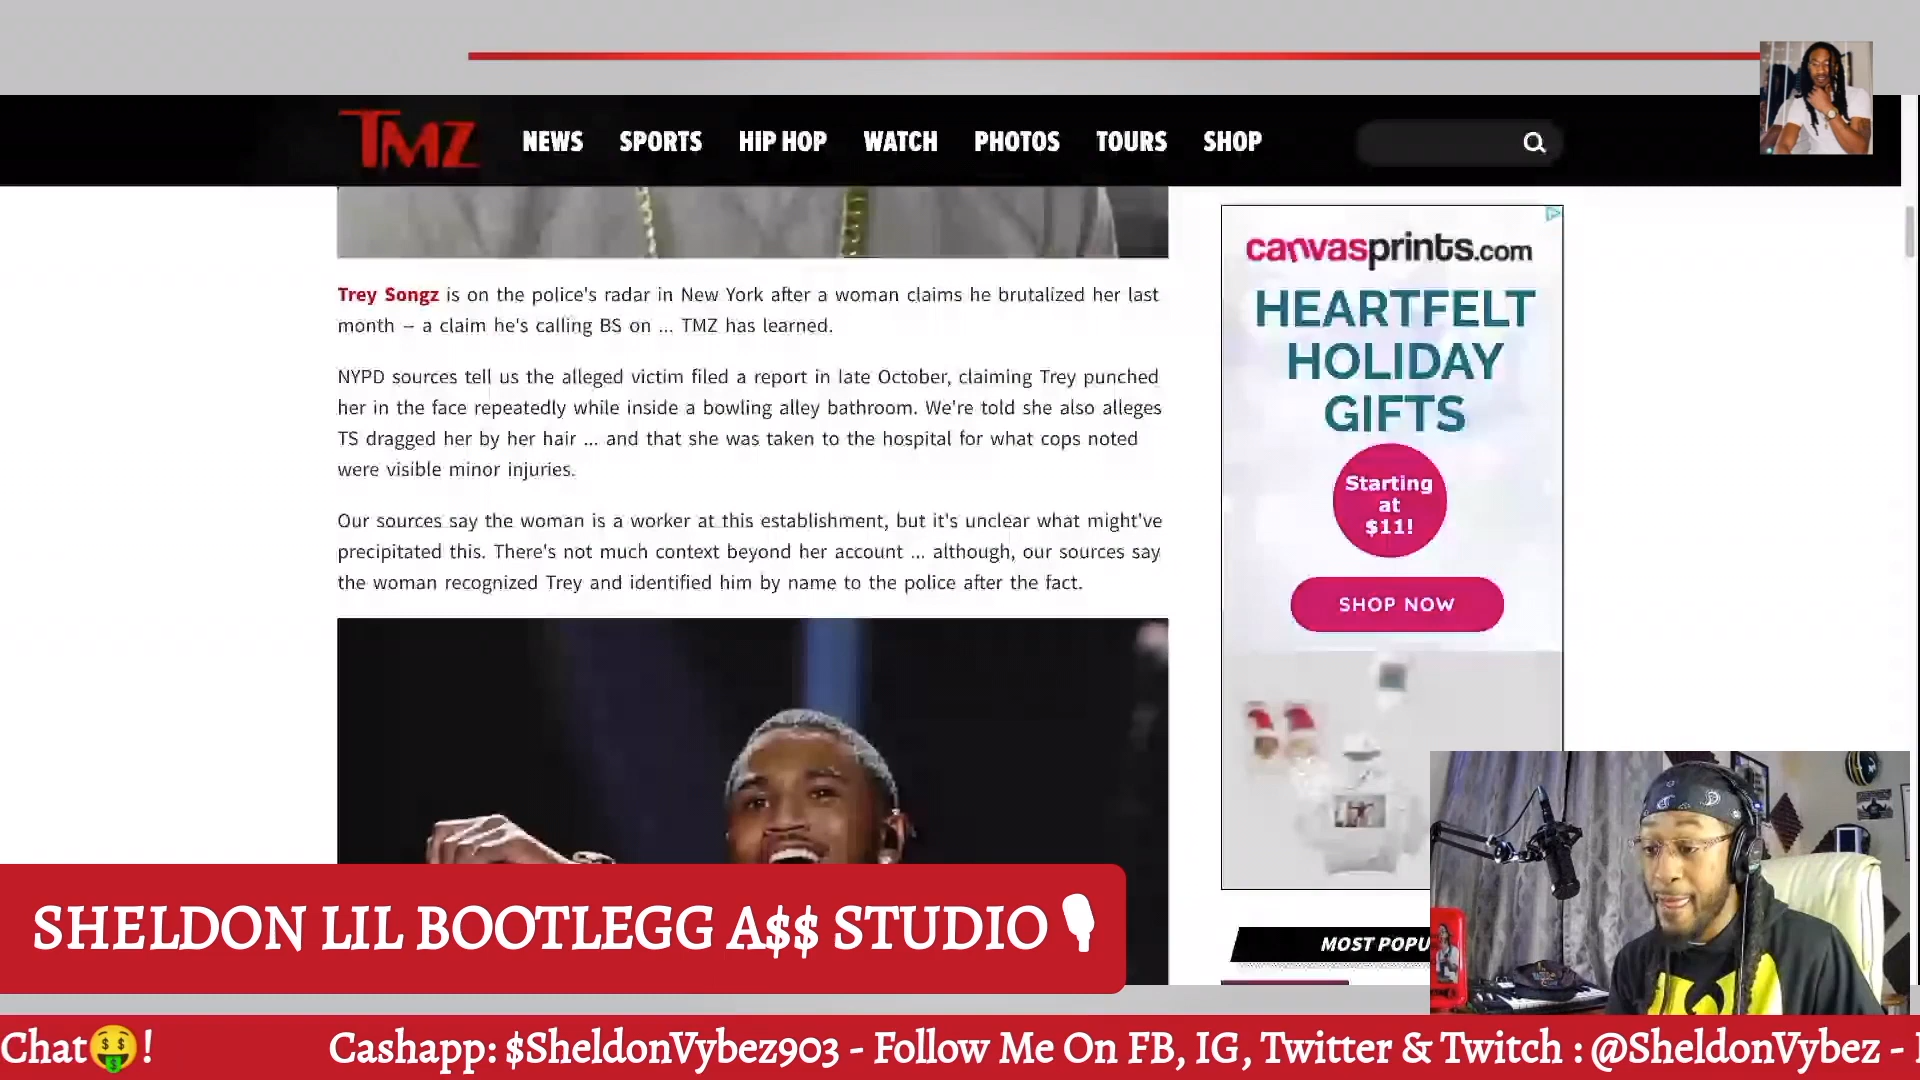 TMZ
NEWS SPORTS HIP HOP WATCH PHOTOS TOURS SHOP
Trey Songz is on the police's radar in New York after a woman claims he brutalized her last
month – a claim he's calling BS on ... TMZ has learned.
NYPD sources tell us the alleged victim filed a report in late October, claiming Trey punched
her in the face repeatedly while inside a bowling alley bathroom. We're told she also alleges
TS dragged her by her hair ... and that she was taken to the hospital for what cops noted
were visible minor injuries.
Our sources say the woman is a worker at this establishment, but it's unclear what might've
precipitated this. There's not much context beyond her account ... although, our sources say
the woman recognized Trey and identified him by name to the police after the fact.
canvasprints.com
HEARTFELT
HOLIDAY
GIFTS
Starting
at
$11!
SHOP NOW
MOST POPU
SHELDON LIL BOOTLEGG A$$ STUDIO👇
Chat🤑! Cashapp: $SheldonVybez903 - Follow Me On FB, IG, Twitter & Twitch : @SheldonVybez -